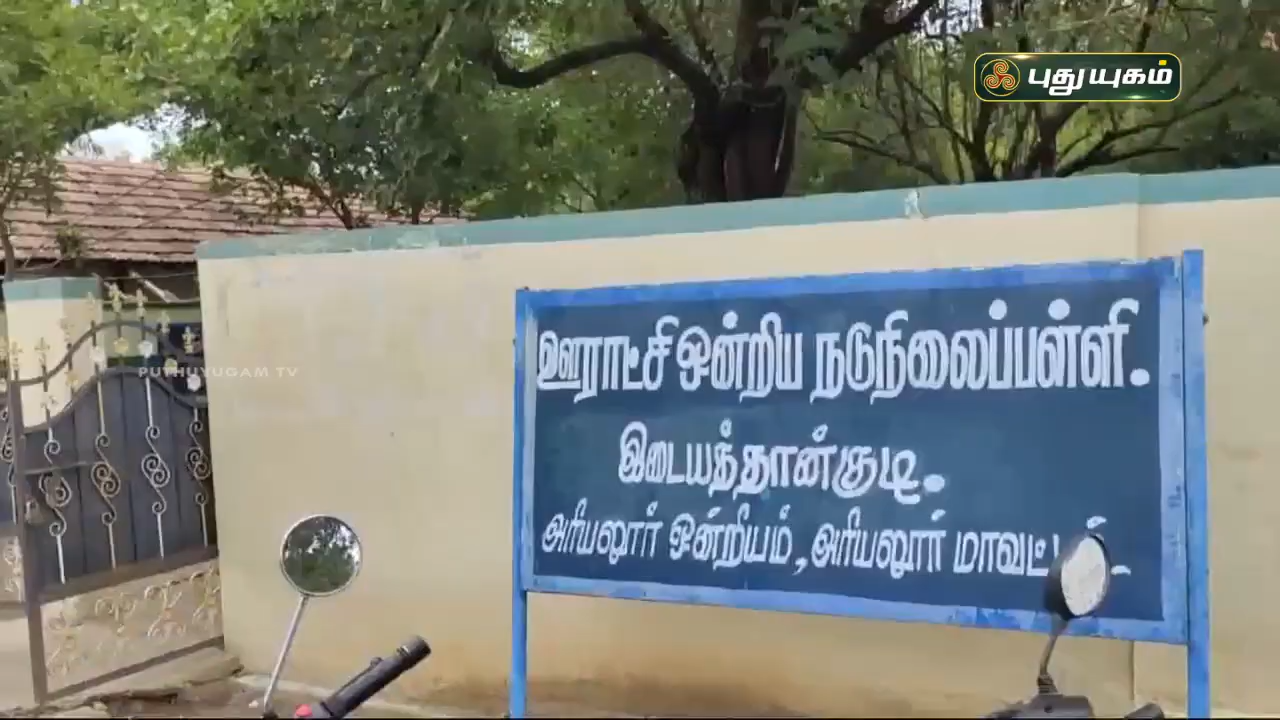 புதுயுகம்
PUTHUYUGAM TV
ஊராட்சி ஒன்றிய நடுநிலைப்பள்ளி.
இடையத்தான்குடி.
அரியலூர் ஒன்றியம், அரியலூர்